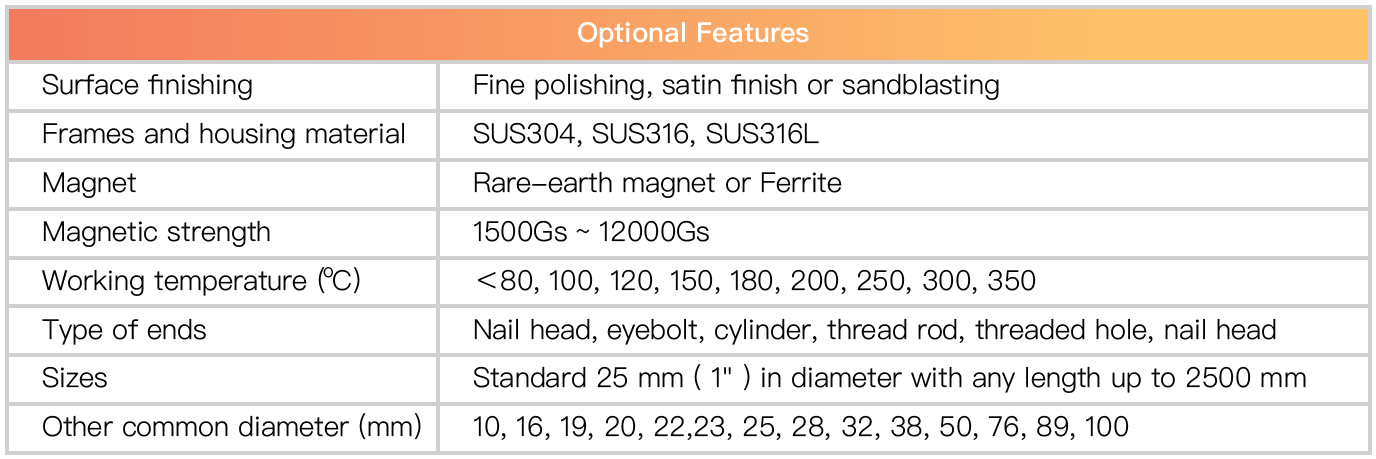 Optional Features
Surface finishing Fine polishing, satin finish or sandblasting
Frames and housing material SUS304, SUS316, SUS316L
Magnet Rare-earth magnet or Ferrite
Magnetic strength 1500Gs ~ 12000Gs
Working temperature (ºC) <80, 100, 120, 150, 180, 200, 250, 300, 350
Type of ends Nail head, eyebolt, cylinder, thread rod, threaded hole, nail head
Sizes Standard 25 mm ( 1" ) in diameter with any length up to 2500 mm
Other common diameter (mm) 10, 16, 19, 20, 22,23, 25, 28, 32, 38, 50, 76, 89, 100